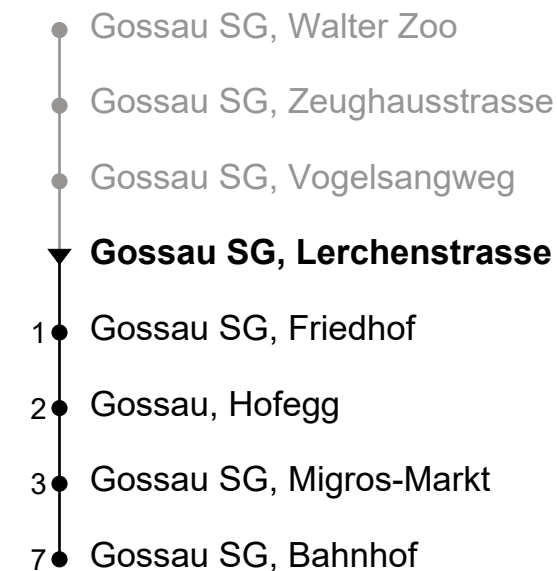 Gossau SG, Walter Zoo
Gossau SG, Zeughausstrasse
Gossau SG, Vogelsangweg
Gossau SG, Lerchenstrasse
1 Gossau SG, Friedhof
2 Gossau, Hofegg
3 Gossau SG, Migros-Markt
7 Gossau SG, Bahnhof